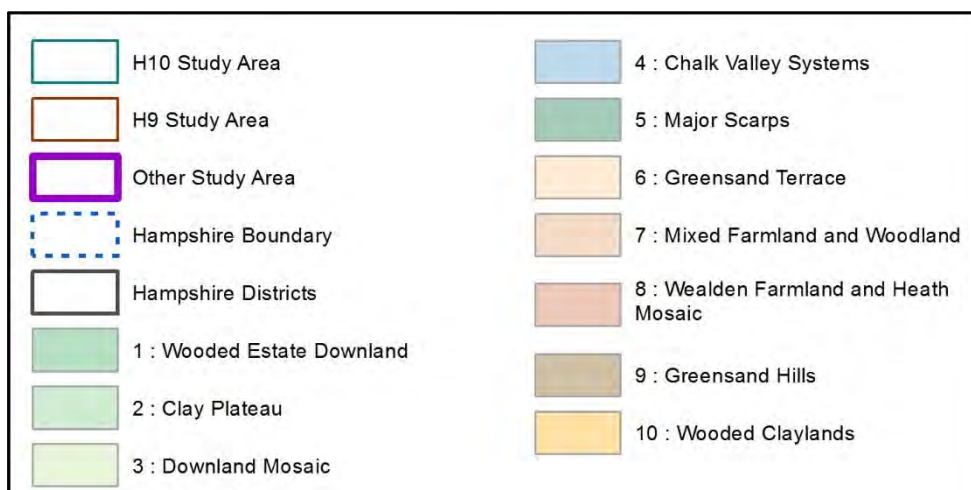 H10 Study Area
H9 Study Area
Other Study Area
Hampshire Boundary
Hampshire Districts
1 : Wooded Estate Downland
2 : Clay Plateau
3 : Downland Mosaic
4 : Chalk Valley Systems
5 : Major Scarps
6 : Greensand Terrace
7 : Mixed Farmland and Woodland
8 : Wealden Farmland and Heath
Mosaic
9 : Greensand Hills
10 : Wooded Claylands